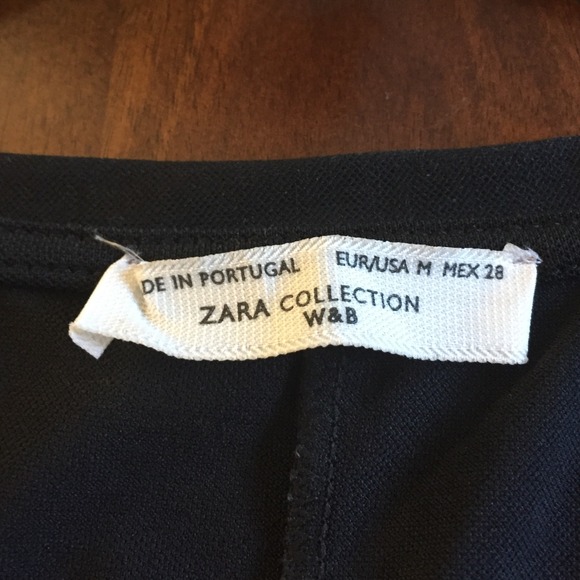 DE IN PORTUGAL EUR/USA M MEX 28
ZARA COLLECTION
W&B